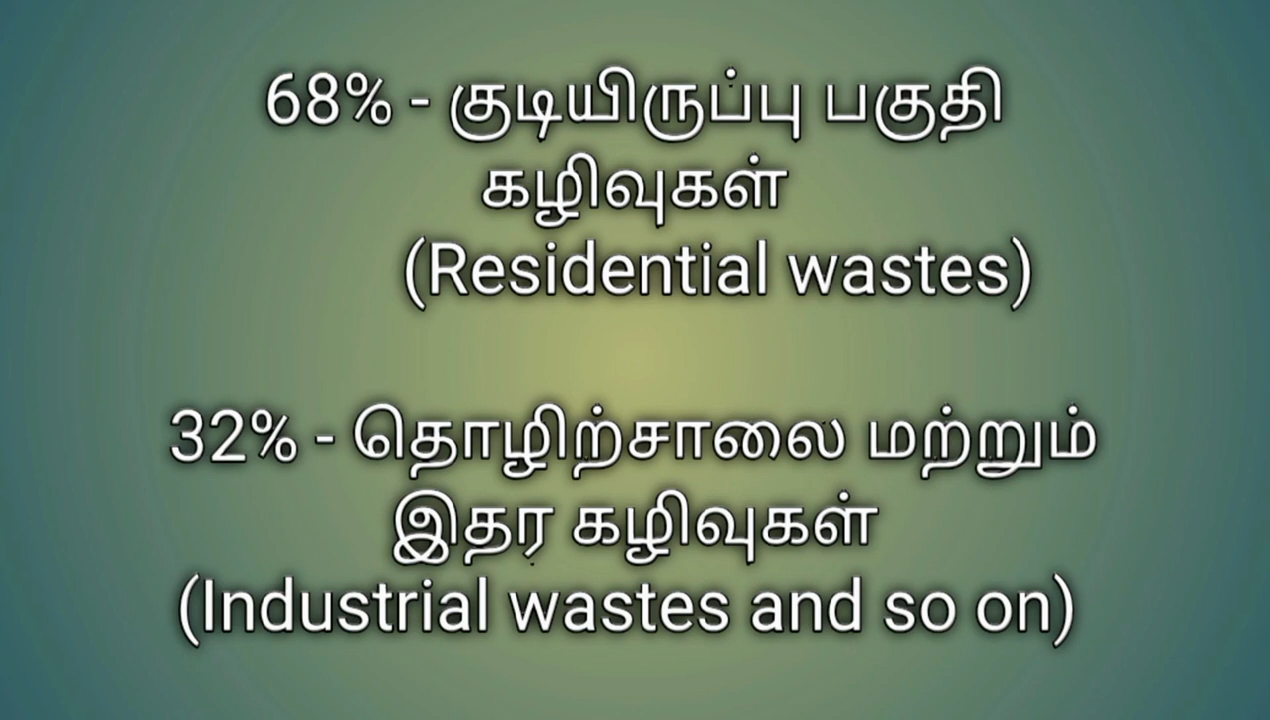 68% - குடியிருப்பு பகுதி
கழிவுகள்
(Residential wastes)
32% - தொழிற்சாலை மற்றும்
இதர கழிவுகள்
(Industrial wastes and so on)